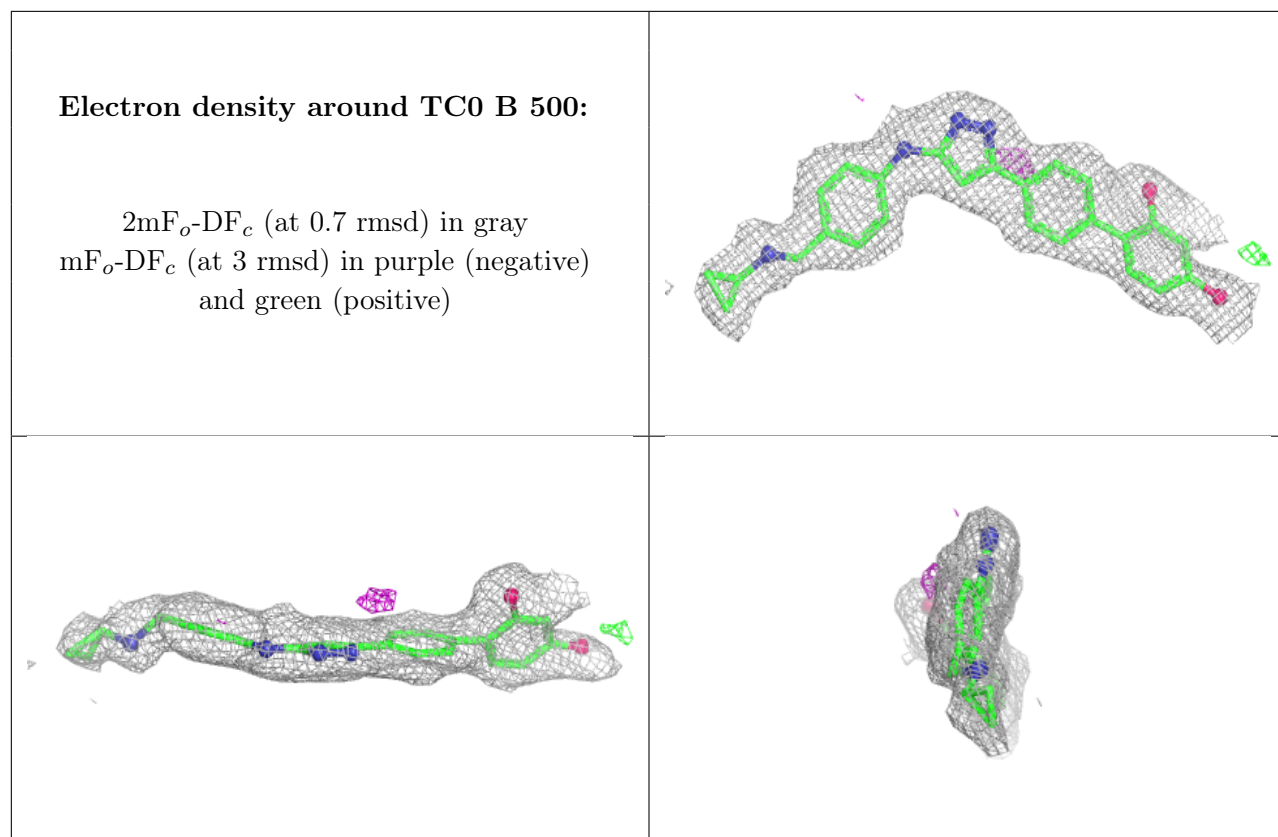 Electron density around TC0 B 500:
2mFo-DFc (at 0.7 rmsd) in gray
mFo-DFc (at 3 rmsd) in purple (negative)
and green (positive)